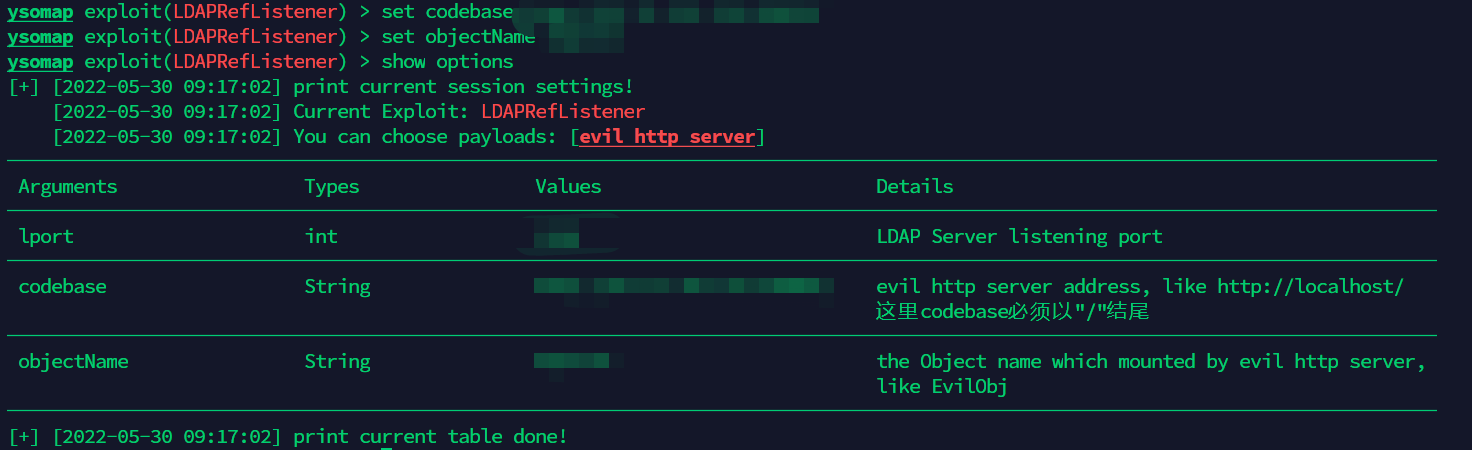 ysomap exploit(LDAPRefListener) > set codebase
ysomap exploit(LDAPRefListener) > set objectName
ysomap exploit(LDAPRefListener) > show options
[+] [2022-05-30 09:17:02] print current session settings!
[2022-05-30 09:17:02] Current Exploit: LDAPRefListener
[2022-05-30 09:17:02] You can choose payloads: [evil http server]
Arguments Types Values Details
lport int LDAP Server listening port
codebase String evil http server address, like http://localhost/
这里codebase必须以"/"结尾
objectName String the Object name which mounted by evil http server,
like EvilObj
[+] [2022-05-30 09:17:02] print current table done!